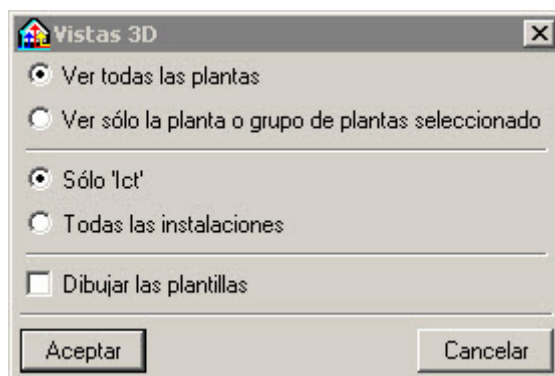 Vistas 3D
Ver todas las plantas
Ver sólo la planta o grupo de plantas seleccionado
Sólo 'Ict'
Todas las instalaciones
Dibujar las plantillas
Aceptar
Cancelar